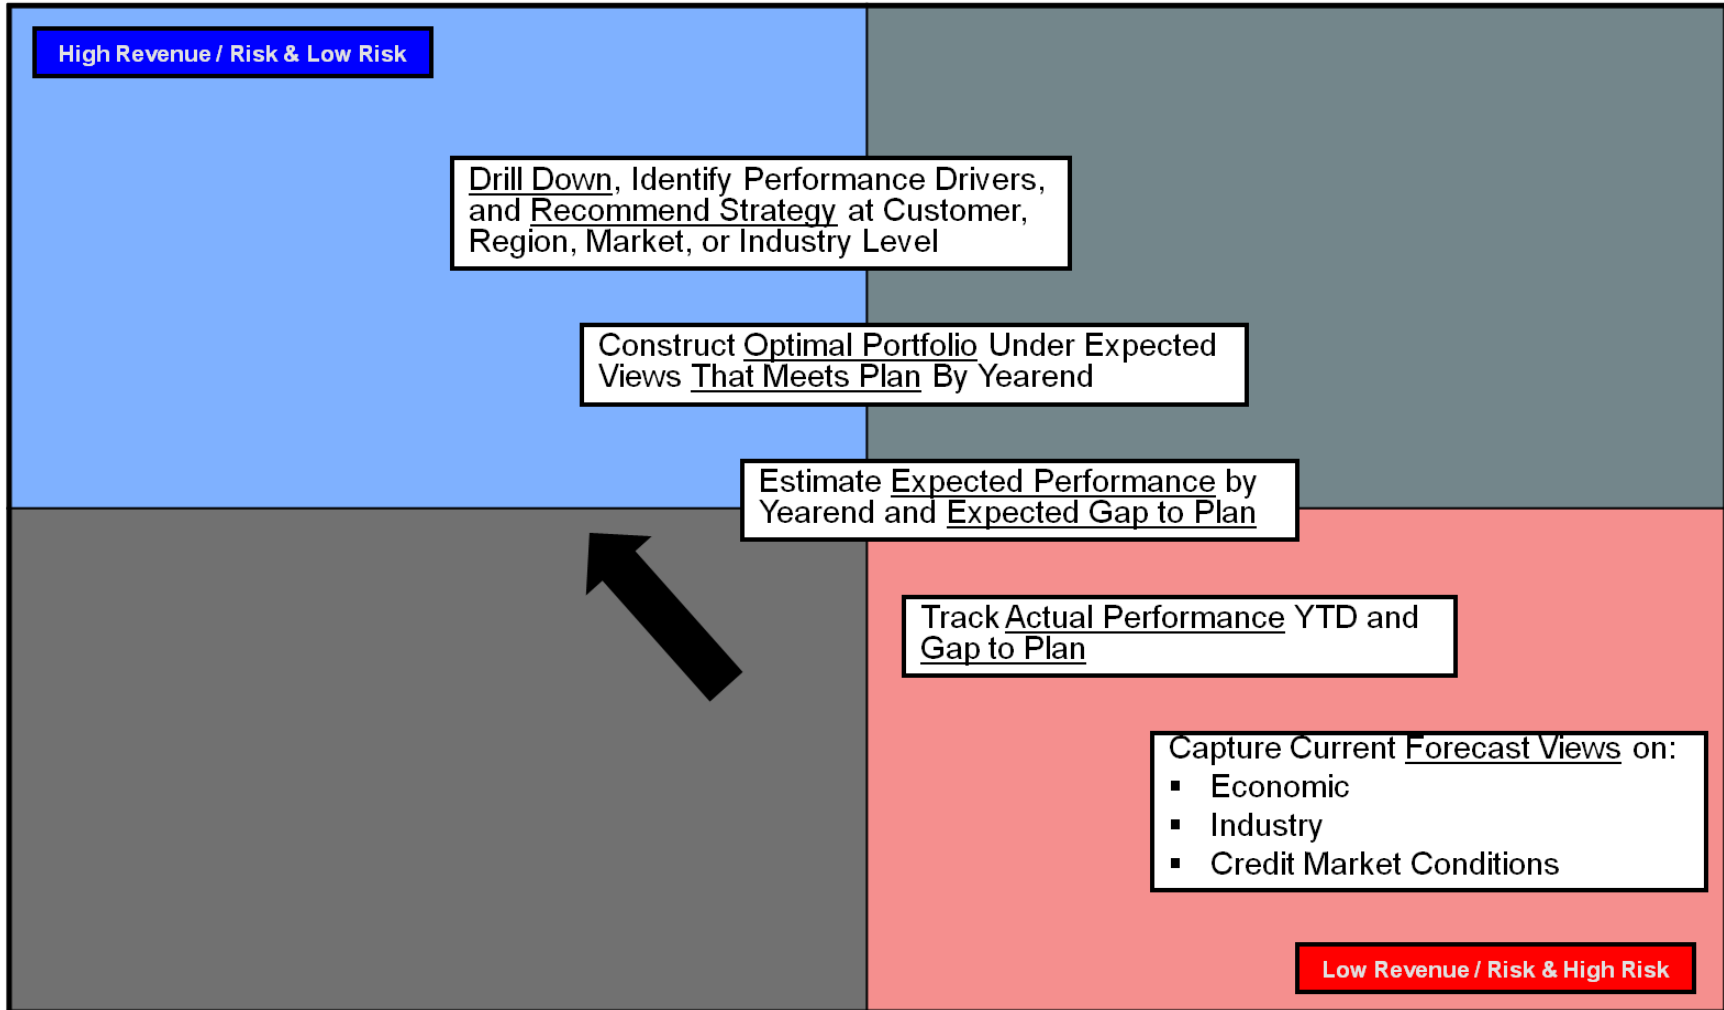 High Revenue / Risk & Low Risk
Drill Down, Identify Performance Drivers,
and Recommend Strategy at Customer,
Region, Market, or Industry Level
Construct Optimal Portfolio Under Expected
Views That Meets Plan By Yearend
Estimate Expected Performance by
Yearend and Expected Gap to Plan
Track Actual Performance YTD and
Gap to Plan
Capture Current Forecast Views on:
▪ Economic
▪ Industry
▪ Credit Market Conditions
Low Revenue / Risk & High Risk